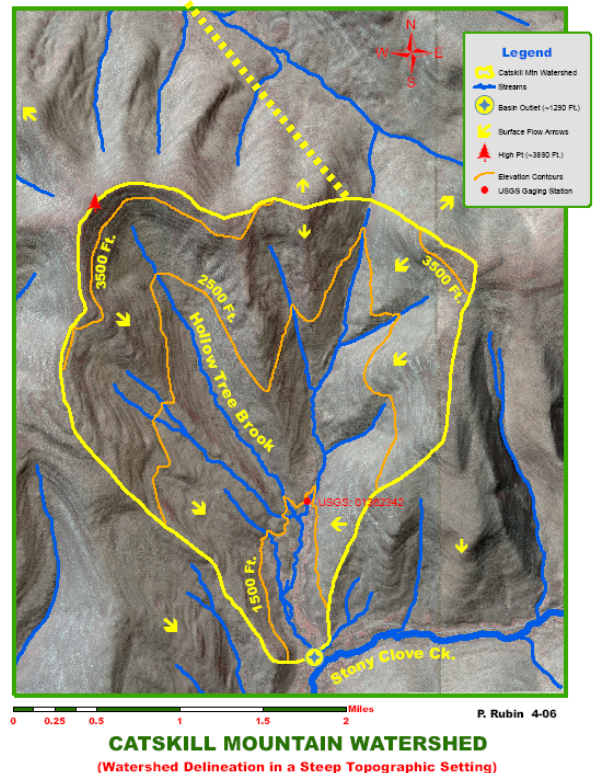 N
W E
S
Legend
Catskill Mtn Watershed
Streams
Basin Outlet (~1290 Ft.)
Surface Flow Arrows
High Pt (~3890 Ft.)
Elevation Contours
USGS Gaging Station
3500 Ft.
3500 Ft.
2500 Ft.
Hollow Tree Brook
1500 Ft.
Stony Clove Ck.
Miles
0 0.25 0.5 1 1.5 2
P. Rubin 4-06
CATSKILL MOUNTAIN WATERSHED
(Watershed Delineation in a Steep Topographic Setting)